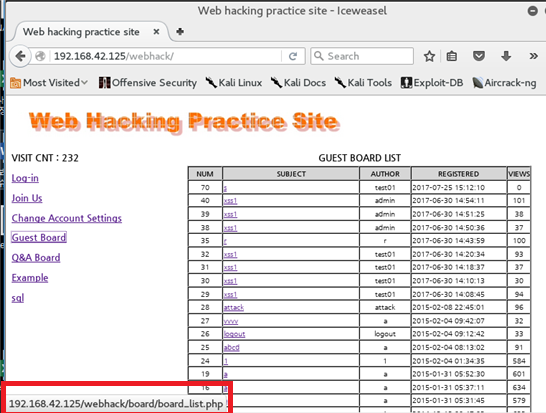 Web hacking practice site - Iceweasel
Web hacking practice site
192.168.42.125/webhack/
Search
Most Visited
Offensive Security
Kali Linux
Kali Docs
Kali Tools
Exploit-DB
Aircrack-ng
Web Hacking Practice Site
VISIT CNT : 232
Log-in
Join Us
Change Account Settings
Guest Board
Q&A Board
Example
sql
GUEST BOARD LIST
NUM SUBJECT AUTHOR REGISTERED VIEWS
70 s test01 2017-07-25 15:12:10 0
40 xss1 admin 2017-06-30 14:54:11 101
39 xss1 admin 2017-06-30 14:51:25 38
38 xss1 admin 2017-06-30 14:50:36 37
35 r r 2017-06-30 14:43:59 100
32 xss1 test01 2017-06-30 14:20:34 93
31 xss1 test01 2017-06-30 14:18:37 37
30 xss1 test01 2017-06-30 14:10:13 30
29 xss1 test01 2017-06-30 14:08:45 94
28 attack attack 2015-02-08 22:45:01 96
27 vvvv a 2015-02-04 09:42:07 32
26 logout logout 2015-02-04 09:12:42 33
25 abcd a 2015-02-04 08:13:02 91
24 1 1 2015-02-04 01:34:35 584
19 a a 2015-01-31 05:52:30 601
16 a a 2015-01-31 05:37:11 634
a 2015-01-31 05:31:45 579
192.168.42.125/webhack/board/board_list.php